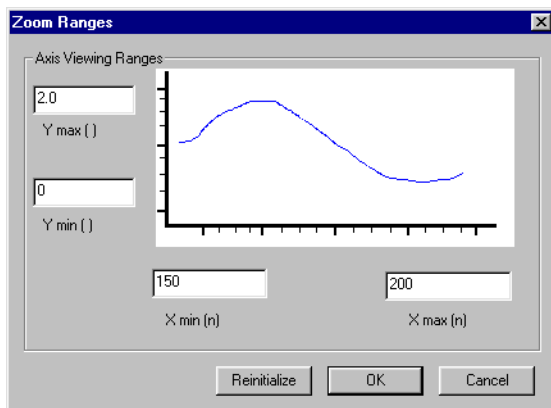 Zoom Ranges
Axis Viewing Ranges
2.0
Y max ( )
0
Y min ( )
150
200
X min (n)
X max (n)
Reinitialize
OK
Cancel